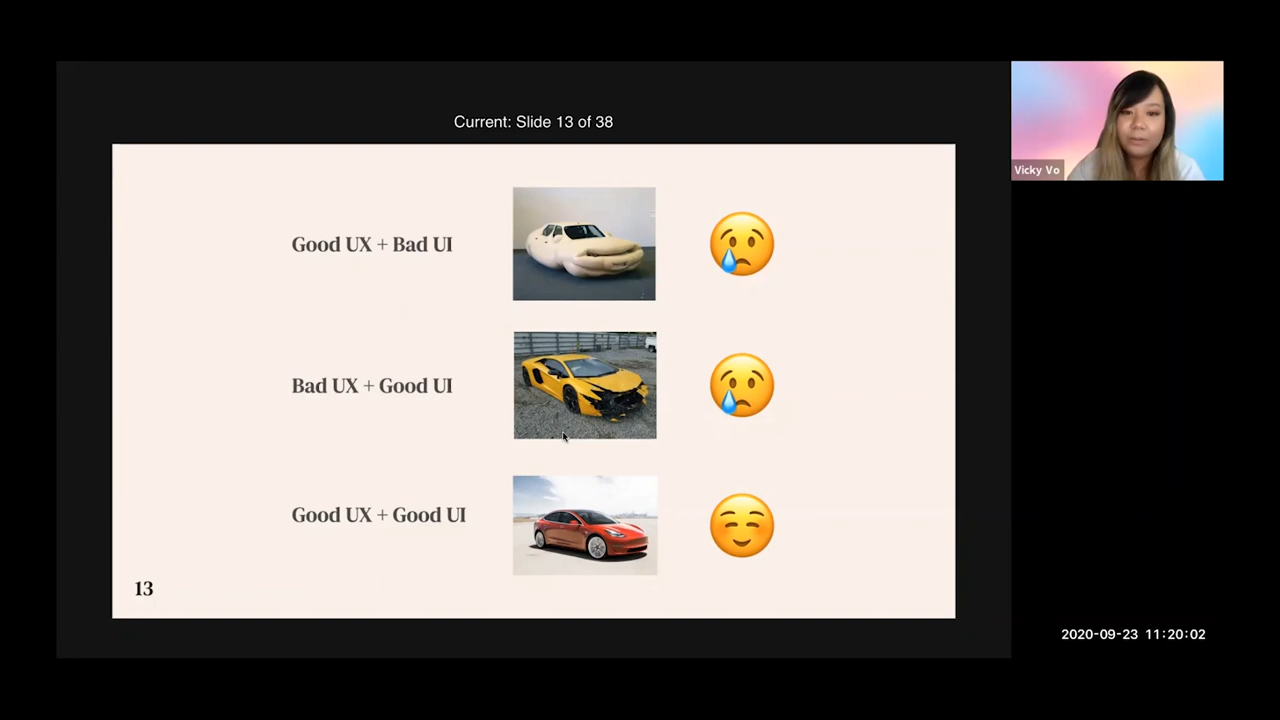 Current: Slide 13 of 38
Good UX + Bad UI
Bad UX + Good UI
Good UX + Good UI
13
Vicky Vo
2020-09-23 11:20:02